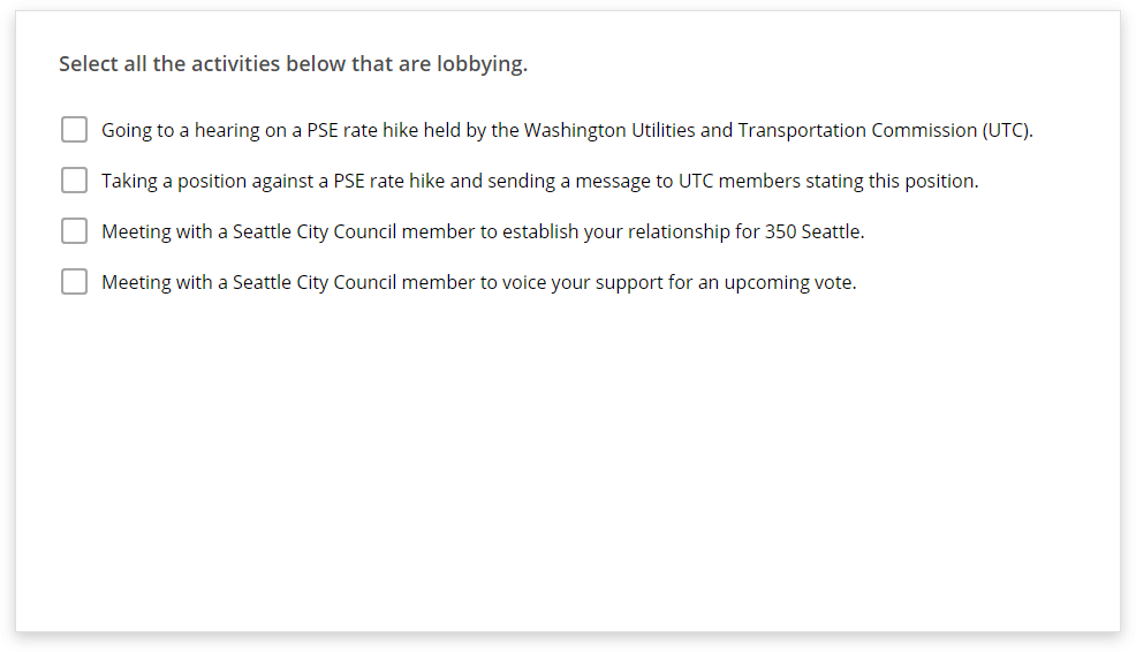 Select all the activities below that are lobbying.
Going to a hearing on a PSE rate hike held by the Washington Utilities and Transportation Commission (UTC).
Taking a position against a PSE rate hike and sending a message to UTC members stating this position.
Meeting with a Seattle City Council member to establish your relationship for 350 Seattle.
Meeting with a Seattle City Council member to voice your support for an upcoming vote.